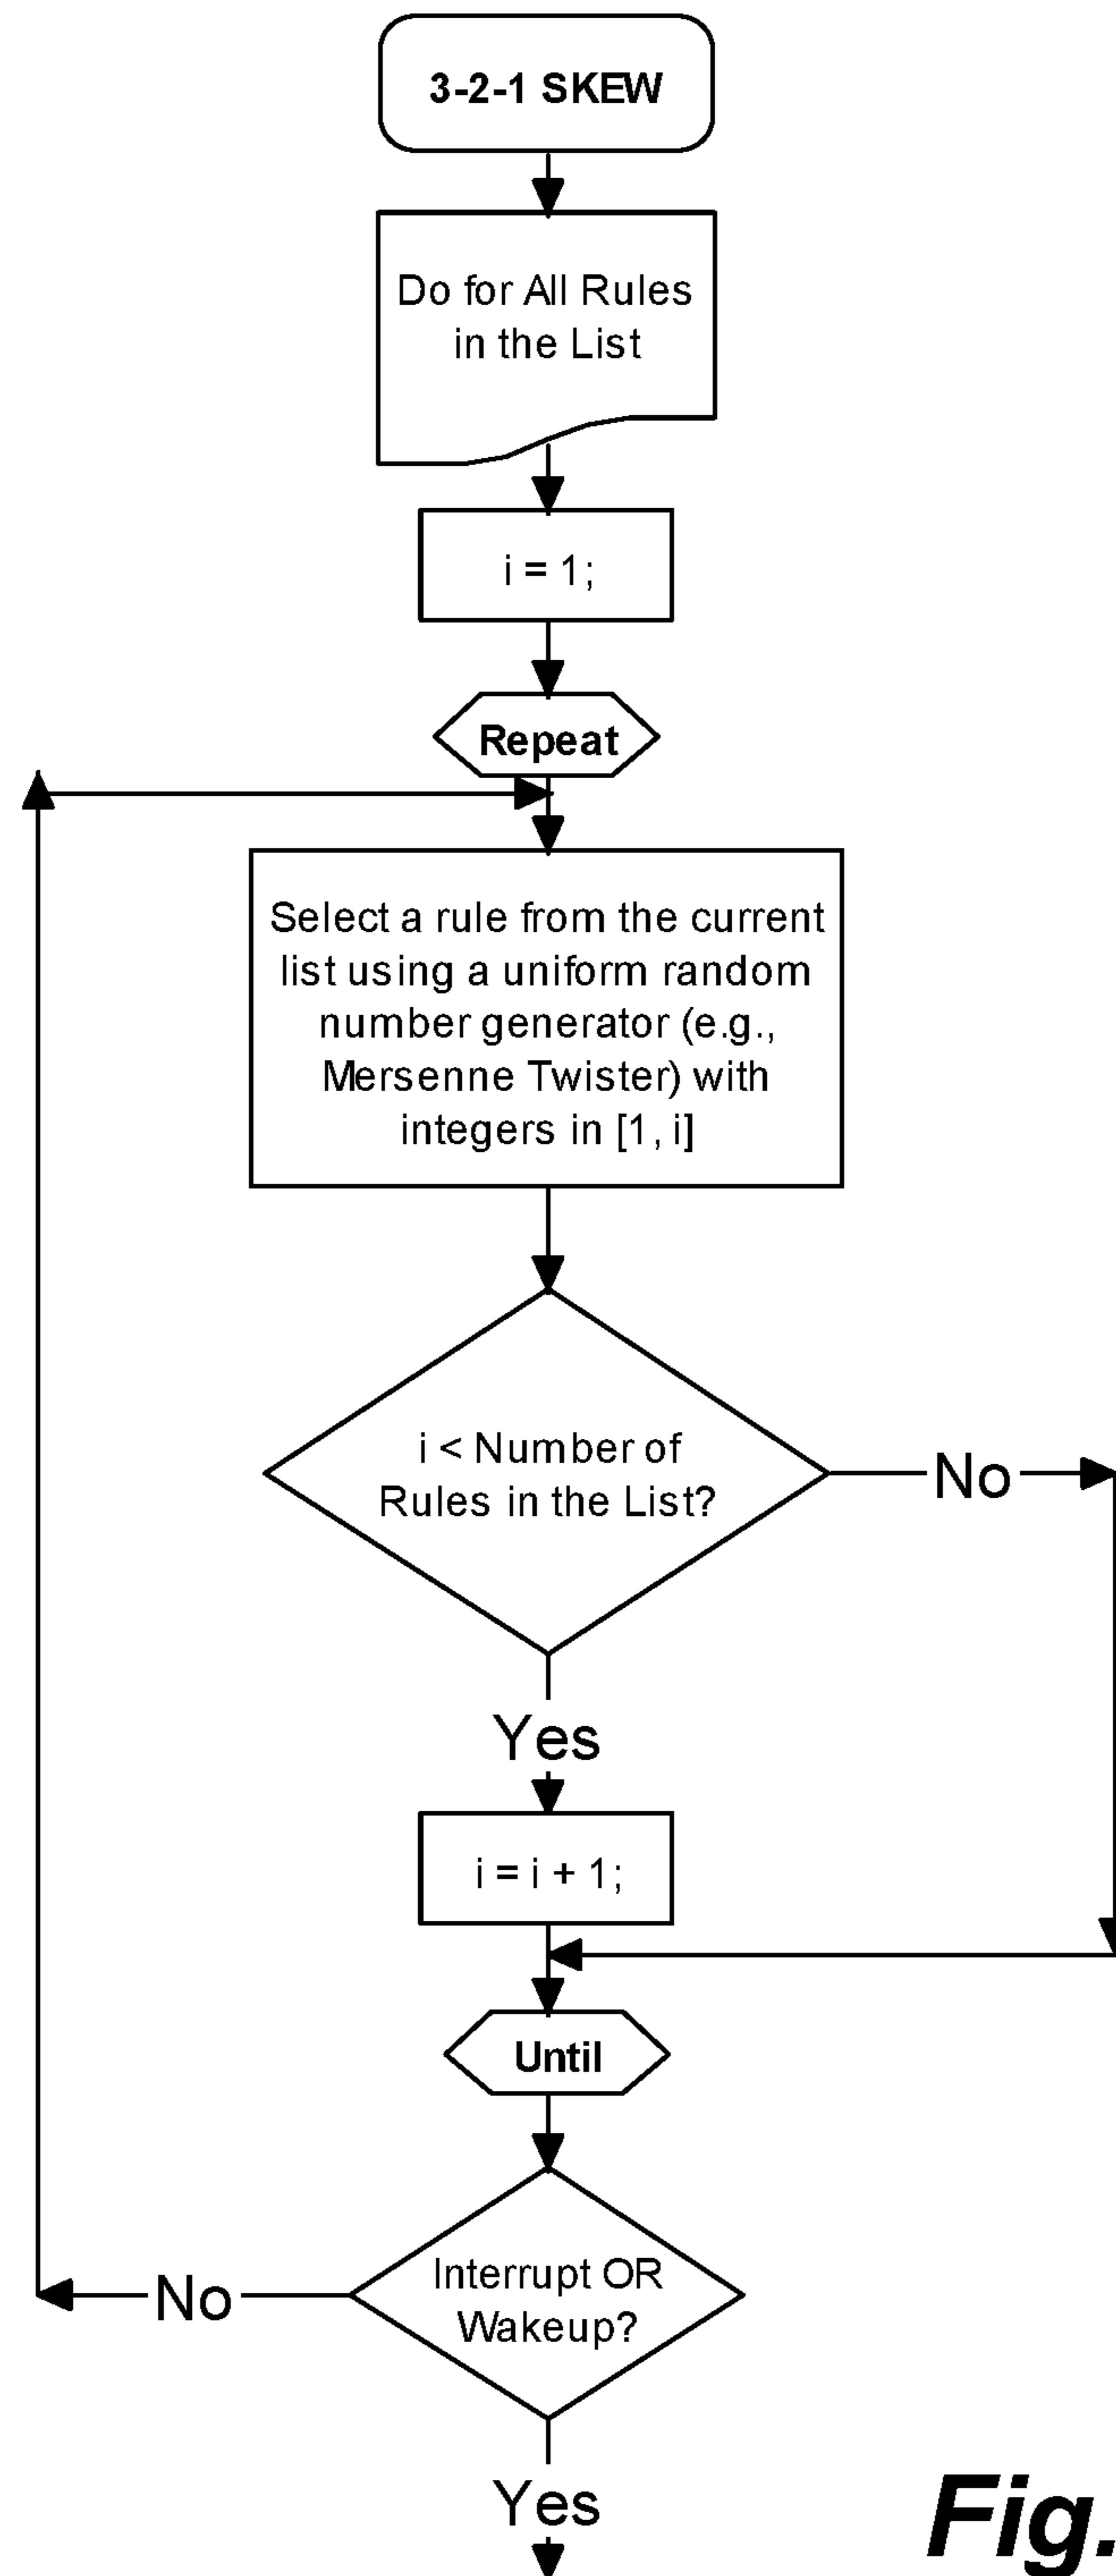 3-2-1 SKEW
Do for All Rules
in the List
i = 1;
Repeat
Select a rule from the current
list using a uniform random
number generator (e.g.,
Mersenne Twister) with
integers in [1, i]
i < Number of
Rules in the List?
No
Yes
i = i + 1;
Until
Interrupt OR
Wakeup?
No
Yes
Fig.